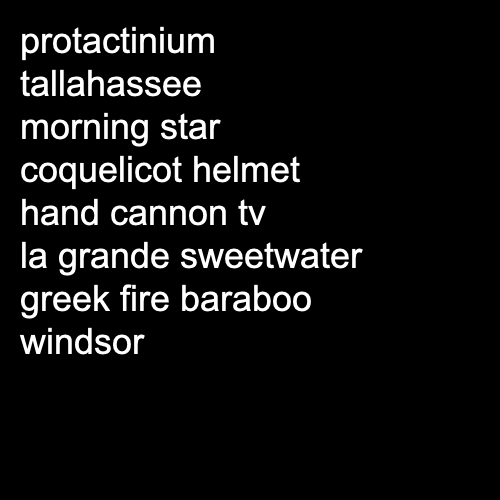 protactinium
tallahassee
morning star
coquelicot helmet
hand cannon tv
la grande sweetwater
greek fire baraboo
windsor